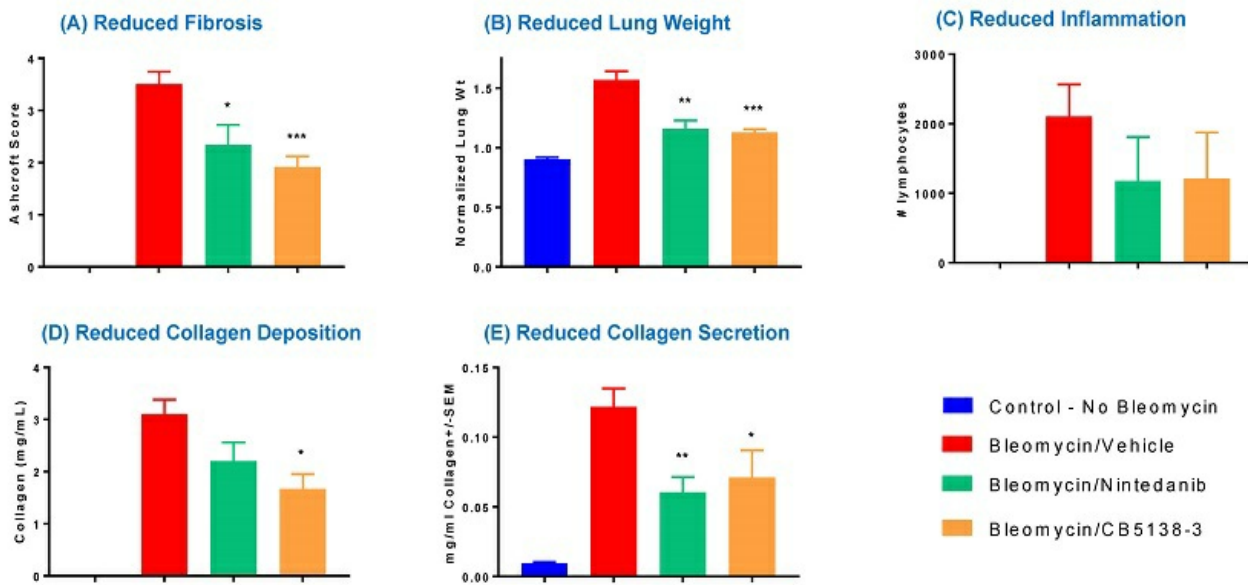 (A) Reduced Fibrosis
Ashcroft Score
4
3
2
1
0
*
***
(B) Reduced Lung Weight
Normalized Lung Wt
1.5
1.0
0.5
0.0
**
***
(C) Reduced Inflammation
# lymphocytes
3000
2000
1000
0
(D) Reduced Collagen Deposition
Collagen (mg/mL)
4
3
2
1
0
*
(E) Reduced Collagen Secretion
mg/ml Collagen+/-SEM
0.15
0.10
0.05
0.00
**
*
Control - No Bleomycin
Bleomycin/Vehicle
Bleomycin/Nintedanib
Bleomycin/CB5138-3